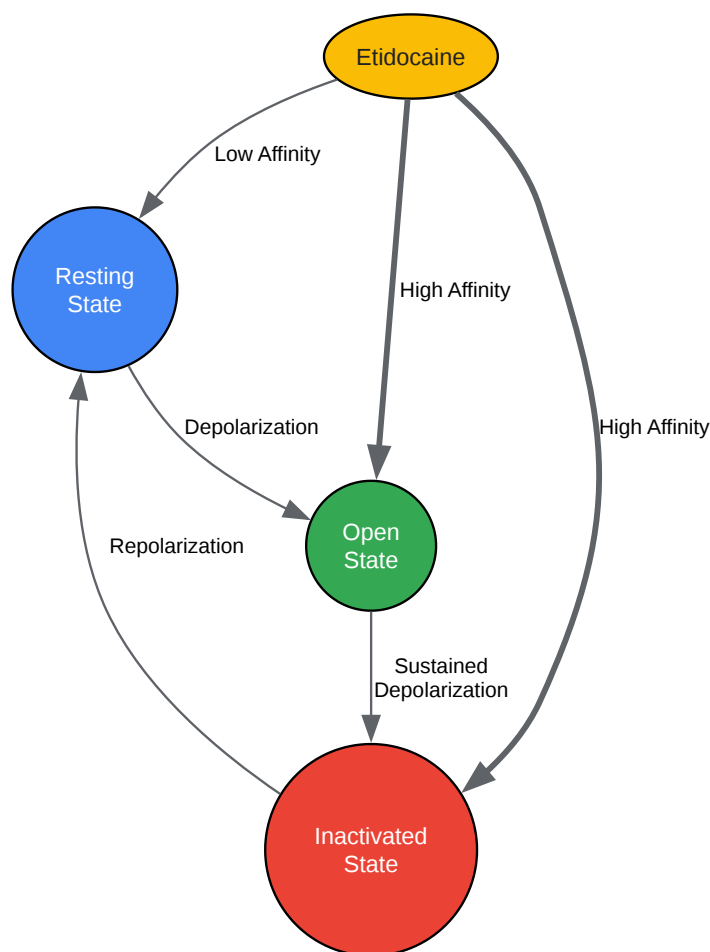 Etidocaine
Low Affinity
Resting
State
High Affinity
Depolarization
High Affinity
Open
State
Repolarization
Sustained
Depolarization
Inactivated
State